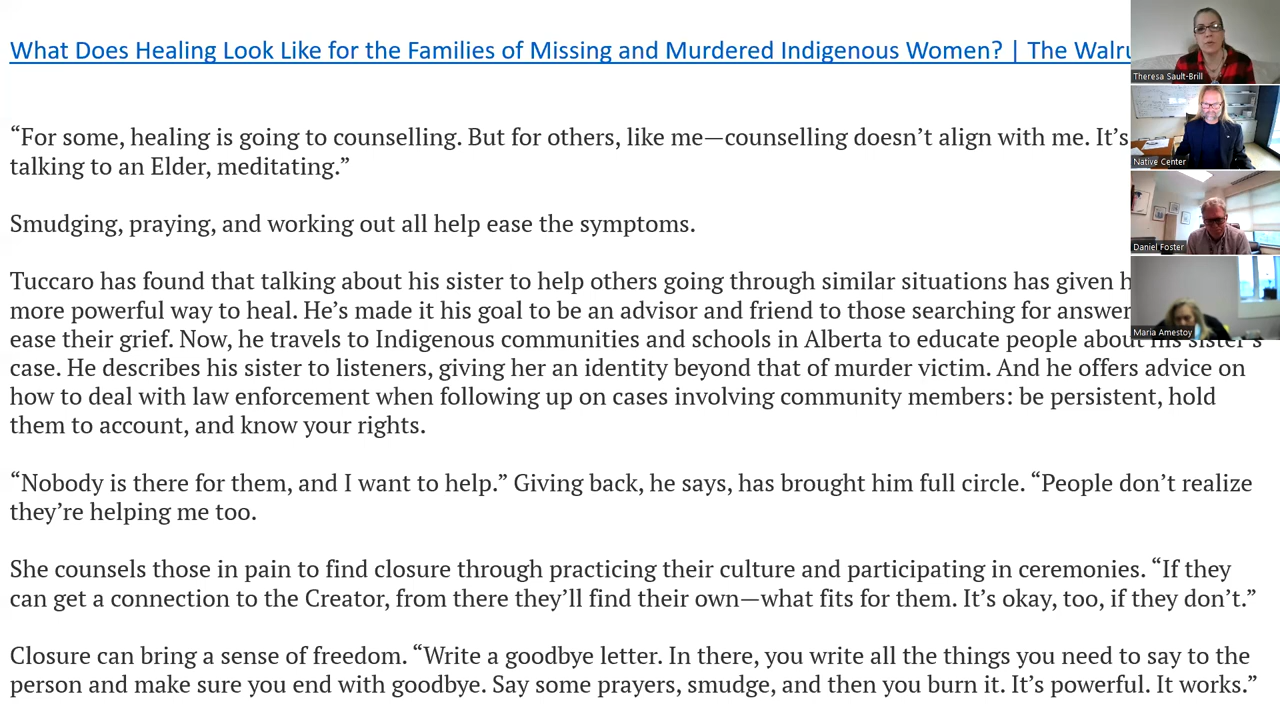 What Does Healing Look Like for the Families of Missing and Murdered Indigenous Women? | The
“For some, healing is going to counselling. But for others, like me—counselling doesn’t align with me. It’s
talking to an Elder, meditating.”
Smudging, praying, and working out all help ease the symptoms.
Tuccaro has found that talking about his sister to help others going through similar situations has given
more powerful way to heal. He’s made it his goal to be an advisor and friend to those searching for
ease their grief. Now, he travels to Indigenous communities and schools in Alberta to educate people about his sister’s
case. He describes his sister to listeners, giving her an identity beyond that of murder victim. And he offers advice on
how to deal with law enforcement when following up on cases involving community members: be persistent, hold
them to account, and know your rights.
“Nobody is there for them, and I want to help.” Giving back, he says, has brought him full circle. “People don’t realize
they’re helping me too.
She counsels those in pain to find closure through practicing their culture and participating in ceremonies. “If they
can get a connection to the Creator, from there they’ll find their own—what fits for them. It’s okay, too, if they don’t.”
Closure can bring a sense of freedom. “Write a goodbye letter. In there, you write all the things you need to say to the
person and make sure you end with goodbye. Say some prayers, smudge, and then you burn it. It’s powerful. It works.”
Theresa Sault-Brill
Native Center
Daniel Foster
Maria Amestoy